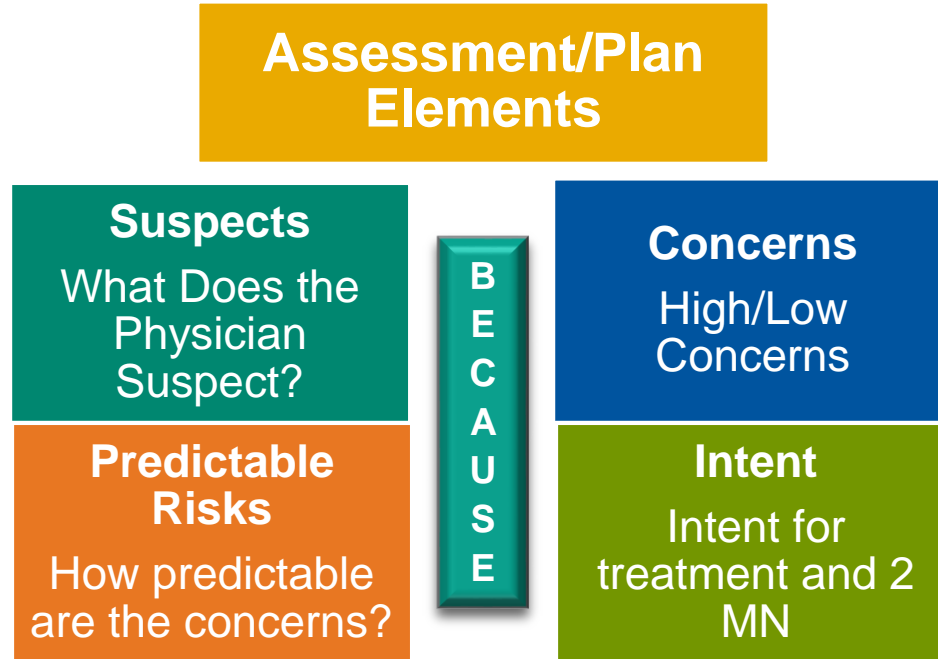 Assessment/Plan
Elements
Suspects
What Does the
Physician
Suspect?
B
E
C
A
U
S
E
Concerns
High/Low
Concerns
Predictable
Risks
How predictable
are the concerns?
Intent
Intent for
treatment and 2
MN